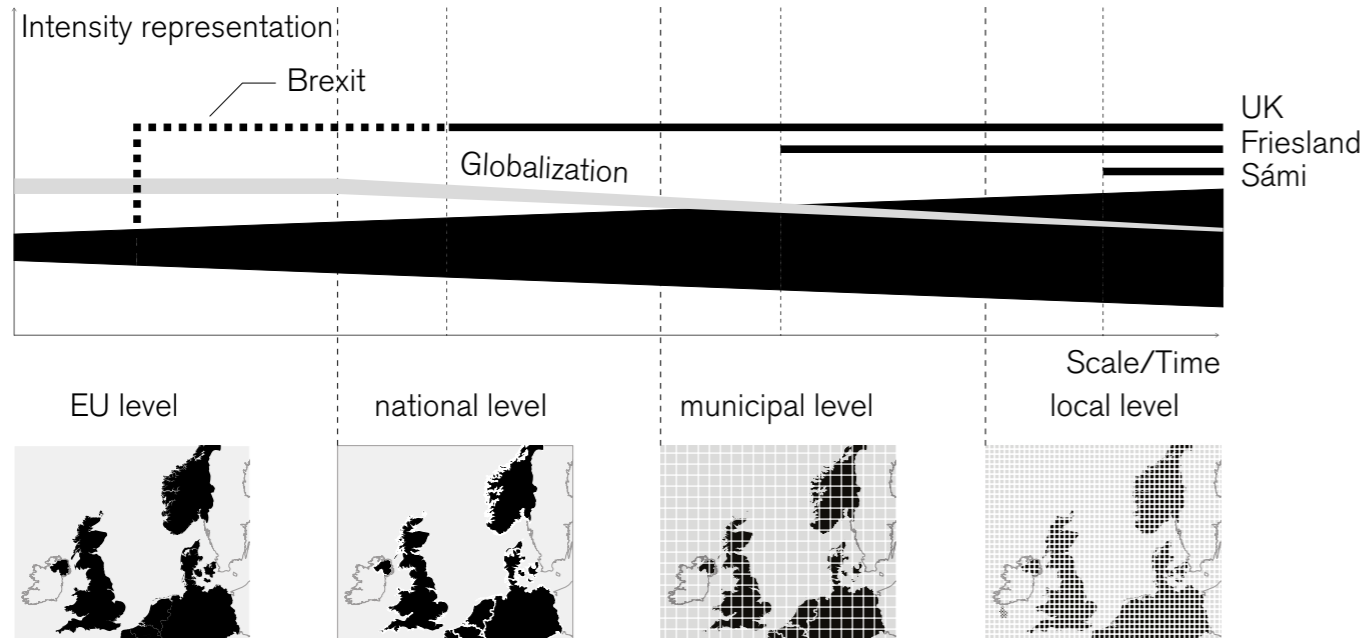 Intensity representation
Brexit
UK
Globalization
Friesland
Sámi
Scale/Time
EU level
national level
municipal level
local level